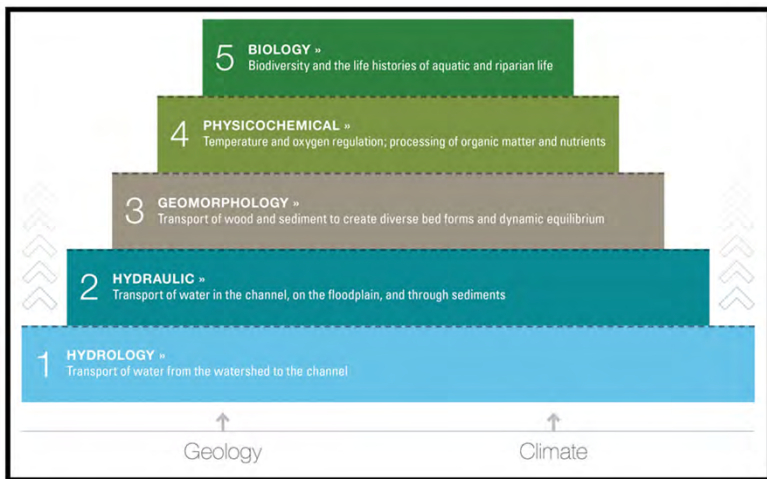 5 BIOLOGY »
Biodiversity and the life histories of aquatic and riparian life
4 PHYSICOCHEMICAL »
Temperature and oxygen regulation; processing of organic matter and nutrients
3 GEOMORPHOLOGY »
Transport of wood and sediment to create diverse bed forms and dynamic equilibrium
2 HYDRAULIC »
Transport of water in the channel, on the floodplain, and through sediments
1 HYDROLOGY »
Transport of water from the watershed to the channel
Geology Climate